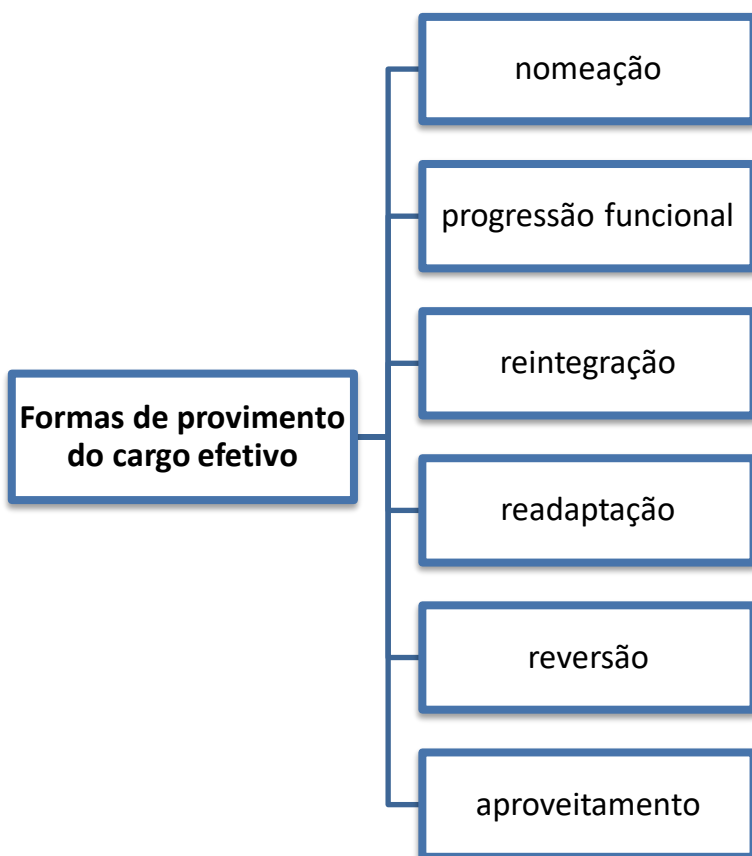 nomeação
progressão funcional
reintegração
Formas de provimento
do cargo efetivo
readaptação
reversão
aproveitamento